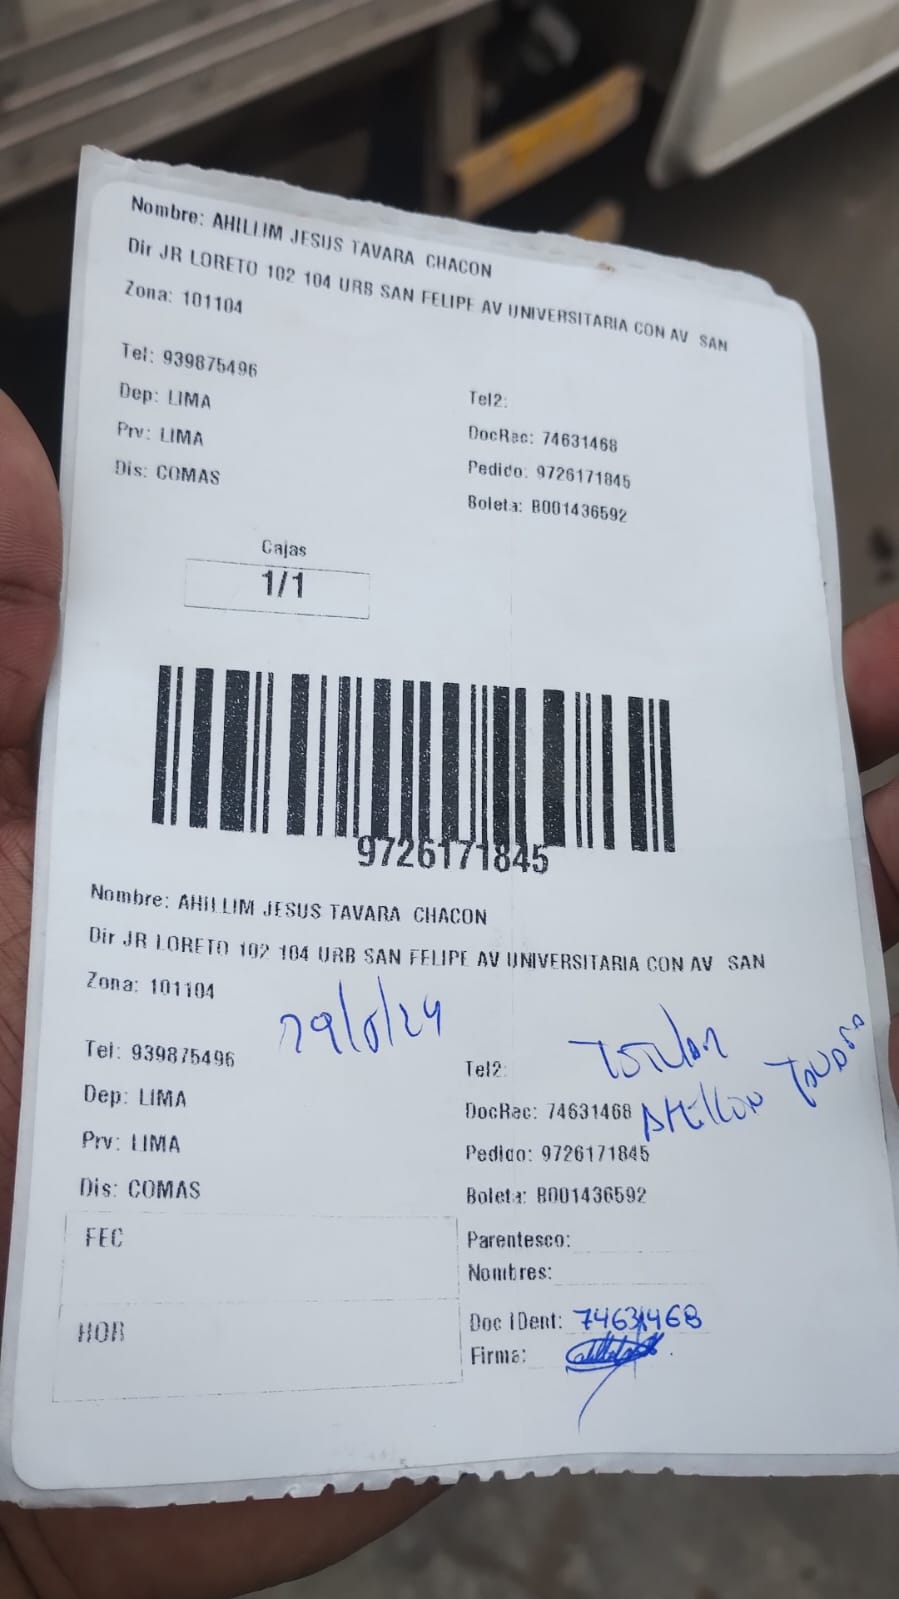 Nombre: AHILLIM JESUS TAVARA CHACON
Dir JR LORETO 102 104 URB SAN FELIPE AV UNIVERSITARIA CON AV SAN
Zona: 101104
Tel: 939875496
Tel2:
Dep: LIMA
DocRec: 74631468
Prv: LIMA
Pedido: 9726171845
Dis: COMAS
Boleta: B001436592
Cajas
1/1
9726171845
Nombre: AHILLIM JESUS TAVARA CHACON
Dir JR LORETO 102 104 URB SAN FELIPE AV UNIVERSITARIA CON AV SAN
Zona: 101104
Tel: 939875496
Tel2:
Dep: LIMA
DocRec: 74631468
Prv: LIMA
Pedido: 9726171845
Dis: COMAS
Boleta: B001436592
FEC
Parentesco:
Nombres:
HOR
Doc IDent: 74631468
Firma: